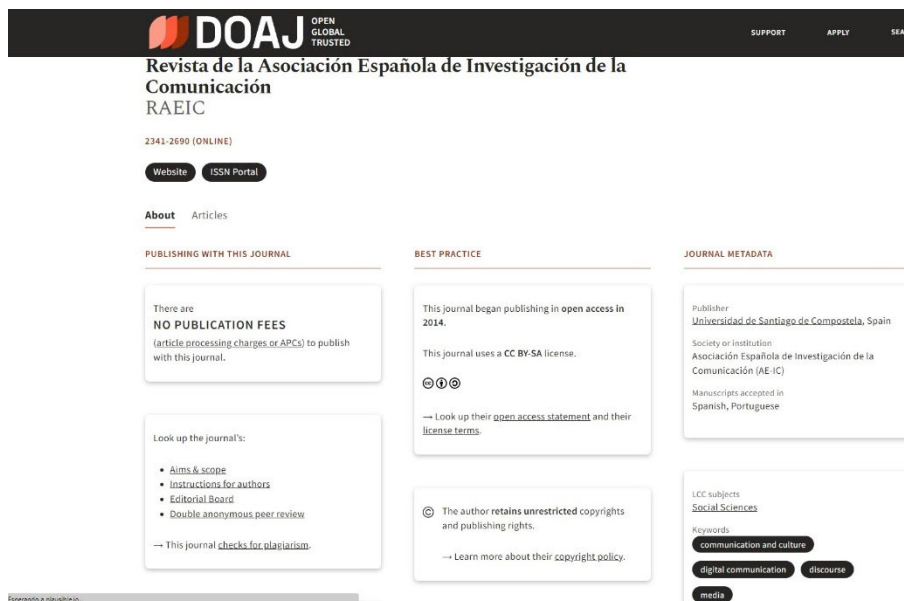 DOAJ
OPEN
GLOBAL
TRUSTED
SUPPORT
APPLY
SEA
Revista de la Asociación Española de Investigación de la
Comunicación
RAEIC
2341-2690 (ONLINE)
Website
ISSN Portal
About
Articles
PUBLISHING WITH THIS JOURNAL
There are
NO PUBLICATION FEES
(article processing charges or APCs) to publish
with this journal.
Look up the journal's:
• Aims & scope
• Instructions for authors
• Editorial Board
• Double anonymous peer review
→ This journal checks for plagiarism.
BEST PRACTICE
This journal began publishing in open access in
2014.
This journal uses a CC BY-SA license.
→ Look up their open access statement and their
license terms.
© The author retains unrestricted copyrights
and publishing rights.
→ Learn more about their copyright policy.
JOURNAL METADATA
Publisher
Universidad de Santiago de Compostela, Spain
Society or institution
Asociación Española de Investigación de la
Comunicación (AE-IC)
Manuscripts accepted in
Spanish, Portuguese
LCC subjects
Social Sciences
Keywords
communication and culture
digital communication
discourse
media
Esperando a plausible.io